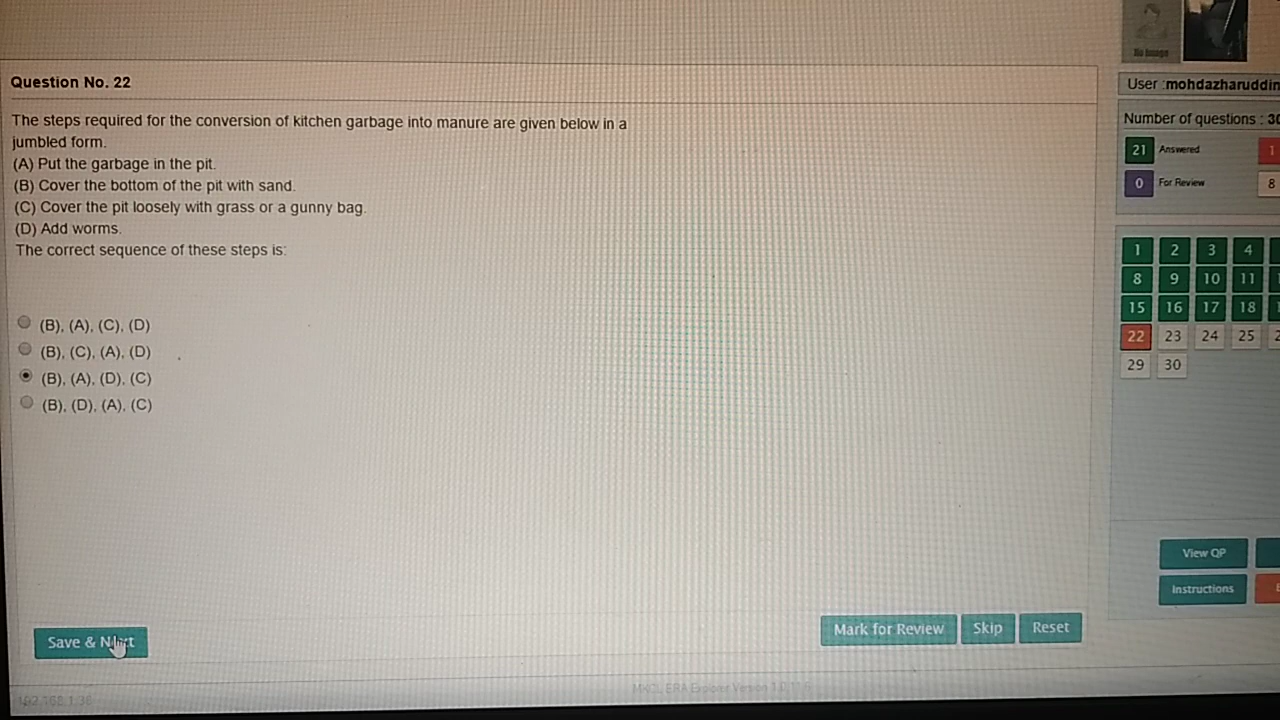 No Image
Question No. 22
User :mohdazharuddin
The steps required for the conversion of kitchen garbage into manure are given below in a
jumbled form.
(A) Put the garbage in the pit.
(B) Cover the bottom of the pit with sand.
(C) Cover the pit loosely with grass or a gunny bag.
(D) Add worms.
The correct sequence of these steps is:
(B), (A), (C), (D)
(B), (C), (A), (D)
(B), (A), (D), (C)
(B), (D), (A), (C)
Number of questions : 30
21 Answered 1
0 For Review 8
1 2 3 4
8 9 10 11
15 16 17 18
22 23 24 25
29 30
View QP
Instructions
Save & Next
Mark for Review Skip Reset